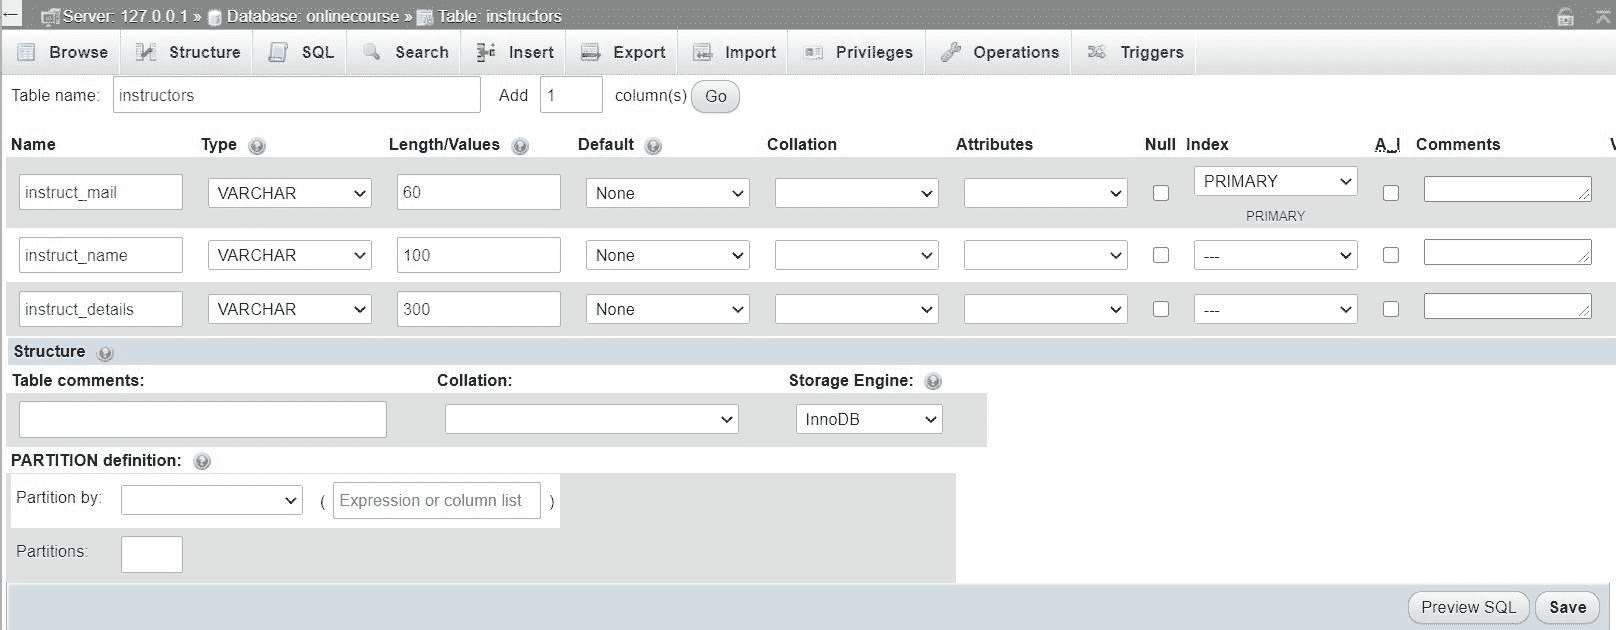 Server: 127.0.0.1 » Database: onlinecourse » Table: instructors
Browse Structure SQL Search Insert Export Import Privileges Operations Triggers
Table name: instructors Add 1 column(s) Go
Name Type Length/Values Default Collation Attributes Null Index A_I Comments V
instruct_mail VARCHAR 60 None PRIMARY
PRIMARY
instruct_name VARCHAR 100 None ---
instruct_details VARCHAR 300 None ---
Structure
Table comments: Collation: Storage Engine:
InnoDB
PARTITION definition:
Partition by: ( Expression or column list )
Partitions:
Preview SQL Save